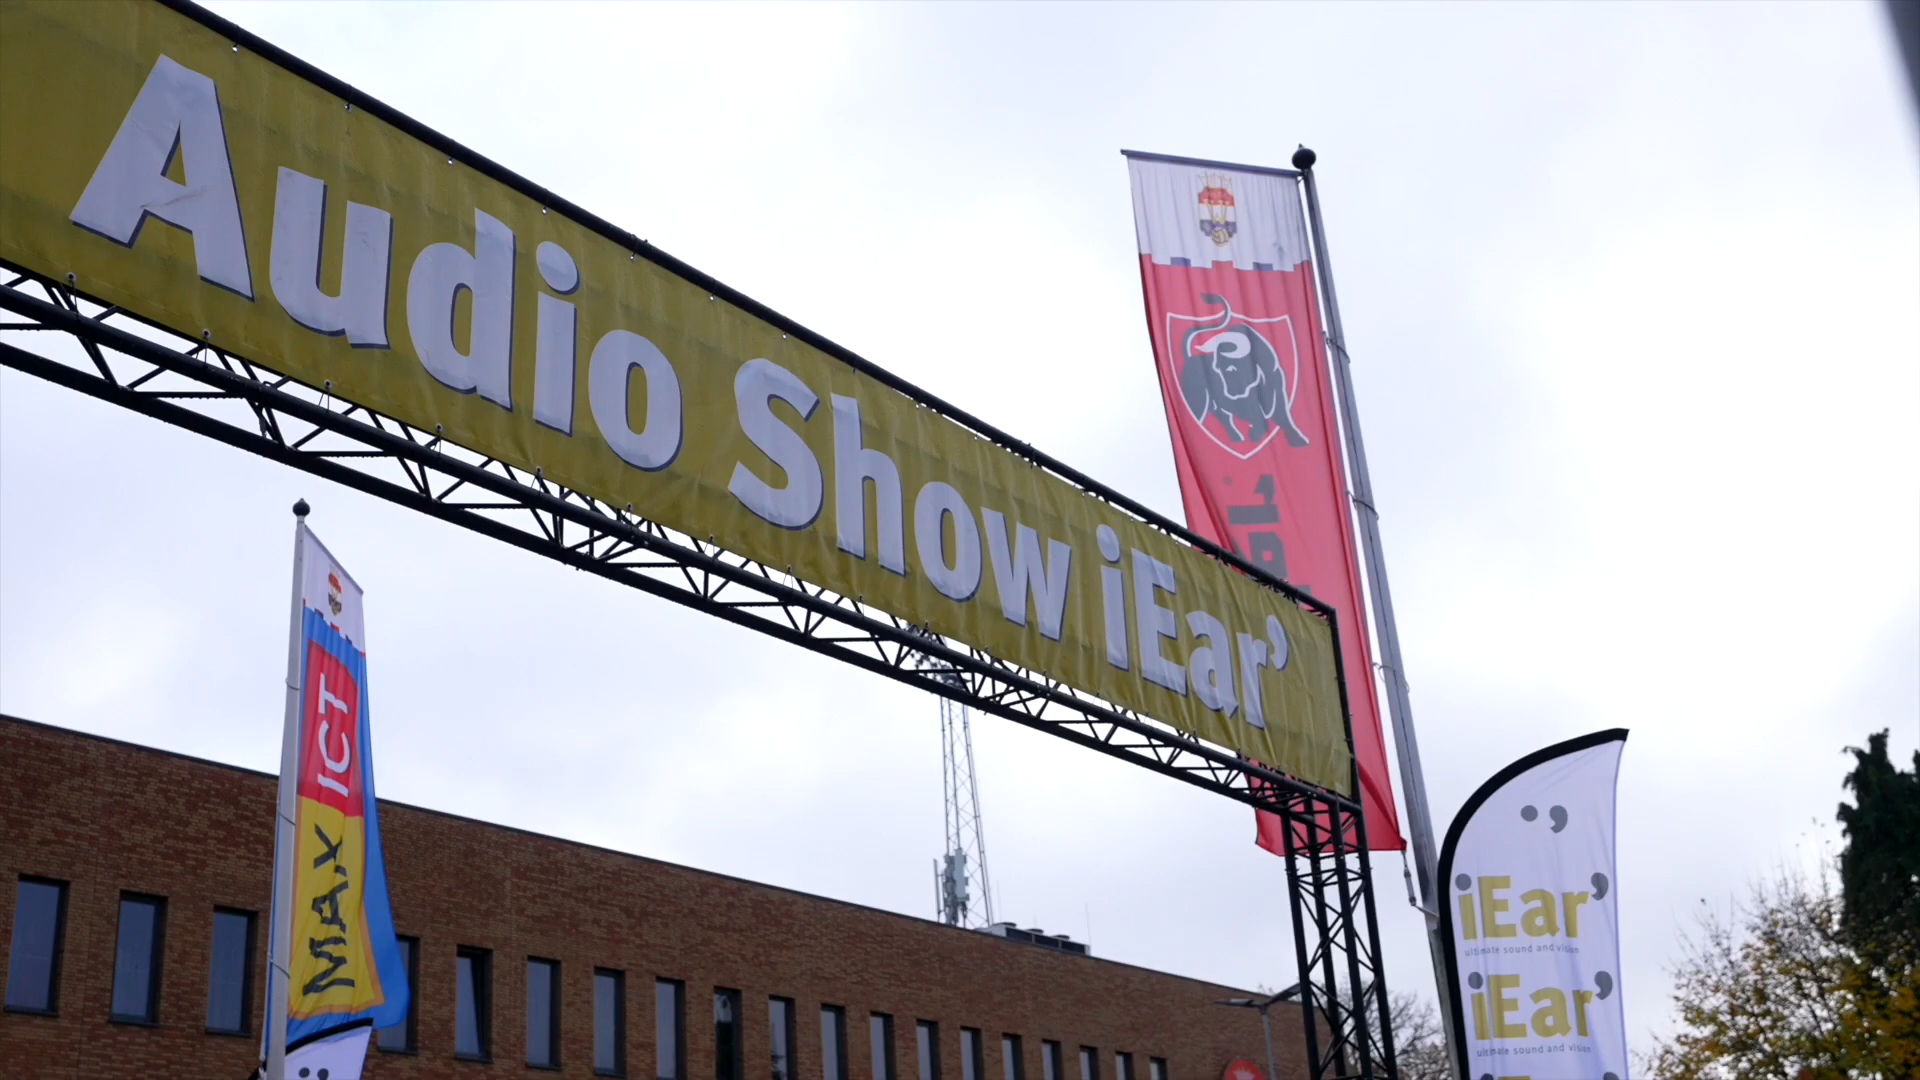 Audio Show iEar’
MAX ICT
iEar’
ultimate sound and vision
iEar’
ultimate sound and vision